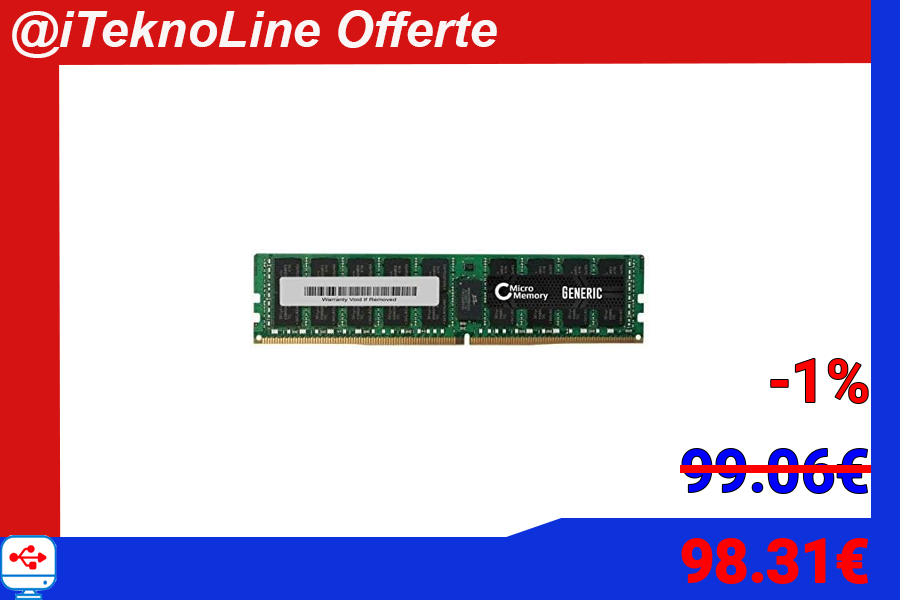 @iTeknoLine Offerte
Micro
Memory
GENERIC
Warranty Void If Removed
-1%
99.06€
98.31€